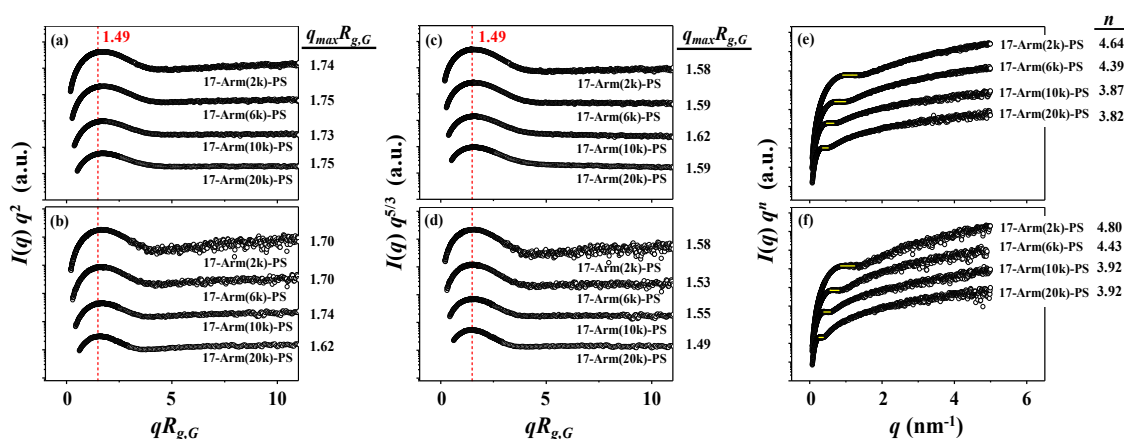 (a)
1.49
q_max R_g,G
17-Arm(2k)-PS
1.74
17-Arm(6k)-PS
1.75
17-Arm(10k)-PS
1.73
17-Arm(20k)-PS
1.75
I(q) q² (a.u.)
(b)
17-Arm(2k)-PS
1.70
17-Arm(6k)-PS
1.70
17-Arm(10k)-PS
1.74
17-Arm(20k)-PS
1.62
0 5 10
qR_g,G
(c)
1.49
q_max R_g,G
17-Arm(2k)-PS
1.58
17-Arm(6k)-PS
1.59
17-Arm(10k)-PS
1.62
17-Arm(20k)-PS
1.59
I(q) q^5/3 (a.u.)
(d)
17-Arm(2k)-PS
1.58
17-Arm(6k)-PS
1.53
17-Arm(10k)-PS
1.55
17-Arm(20k)-PS
1.49
0 5 10
qR_g,G
(e)
n
17-Arm(2k)-PS 4.64
17-Arm(6k)-PS 4.39
17-Arm(10k)-PS 3.87
17-Arm(20k)-PS 3.82
I(q) qⁿ (a.u.)
(f)
17-Arm(2k)-PS 4.80
17-Arm(6k)-PS 4.43
17-Arm(10k)-PS 3.92
17-Arm(20k)-PS 3.92
0 2 4 6
q (nm⁻¹)